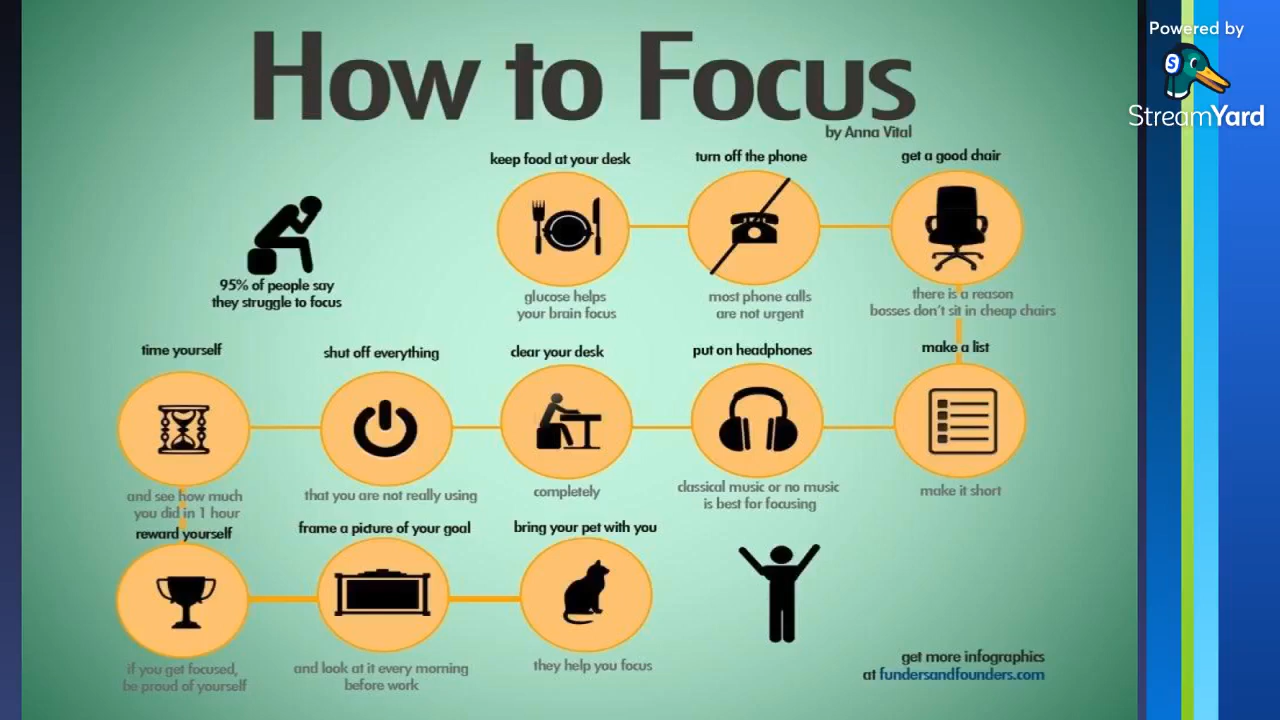 Powered by
S
StreamYard
How to Focus
by Anna Vital
keep food at your desk
turn off the phone
get a good chair
95% of people say
they struggle to focus
glucose helps
your brain focus
most phone calls
are not urgent
there is a reason
bosses don't sit in cheap chairs
time yourself
shut off everything
clear your desk
put on headphones
make a list
and see how much
you did in 1 hour
that you are not really using
completely
classical music or no music
is best for focusing
make it short
reward yourself
frame a picture of your goal
bring your pet with you
if you get focused,
be proud of yourself
and look at it every morning
before work
they help you focus
get more infographics
at fundersandfounders.com